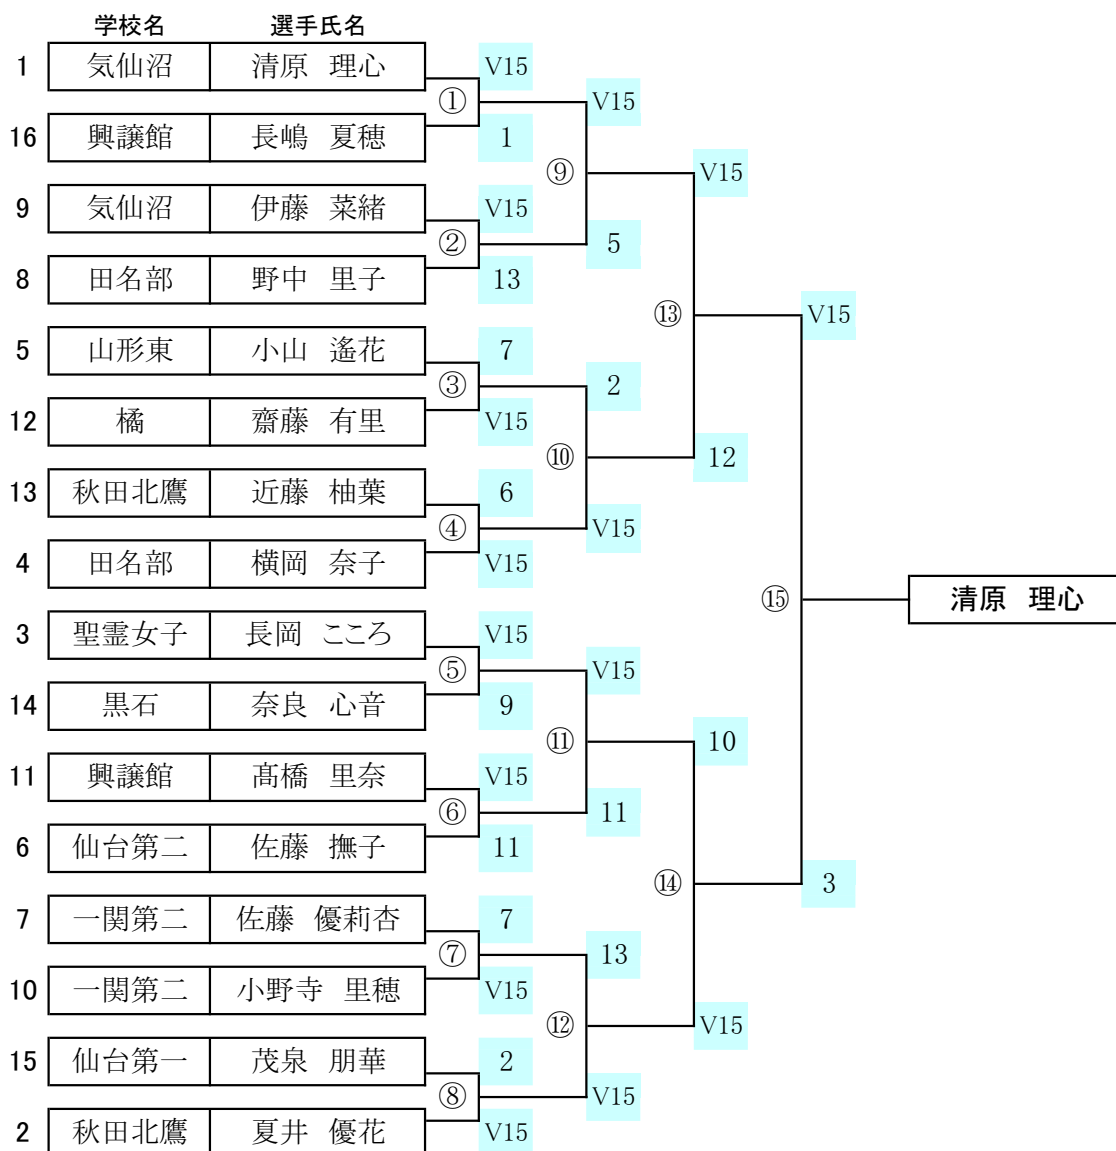 学校名 選手氏名
1 気仙沼 清原 理心 V15
① V15
16 興譲館 長嶋 夏穂 1
⑨ V15
9 気仙沼 伊藤 菜緒 V15
② 5
8 田名部 野中 里子 13
⑬ V15
5 山形東 小山 遙花 7
③ 2
12 橘 齋藤 有里 V15
⑩ 12
13 秋田北鷹 近藤 柚葉 6
④ V15
4 田名部 横岡 奈子 V15
⑮ 清原 理心
3 聖霊女子 長岡 こころ V15
⑤ V15
14 黒石 奈良 心音 9
⑪ 10
11 興譲館 髙橋 里奈 V15
⑥ 11
6 仙台第二 佐藤 撫子 11
⑭ 3
7 一関第二 佐藤 優莉杏 7
⑦ 13
10 一関第二 小野寺 里穂 V15
⑫ V15
15 仙台第一 茂泉 朋華 2
⑧ V15
2 秋田北鷹 夏井 優花 V15